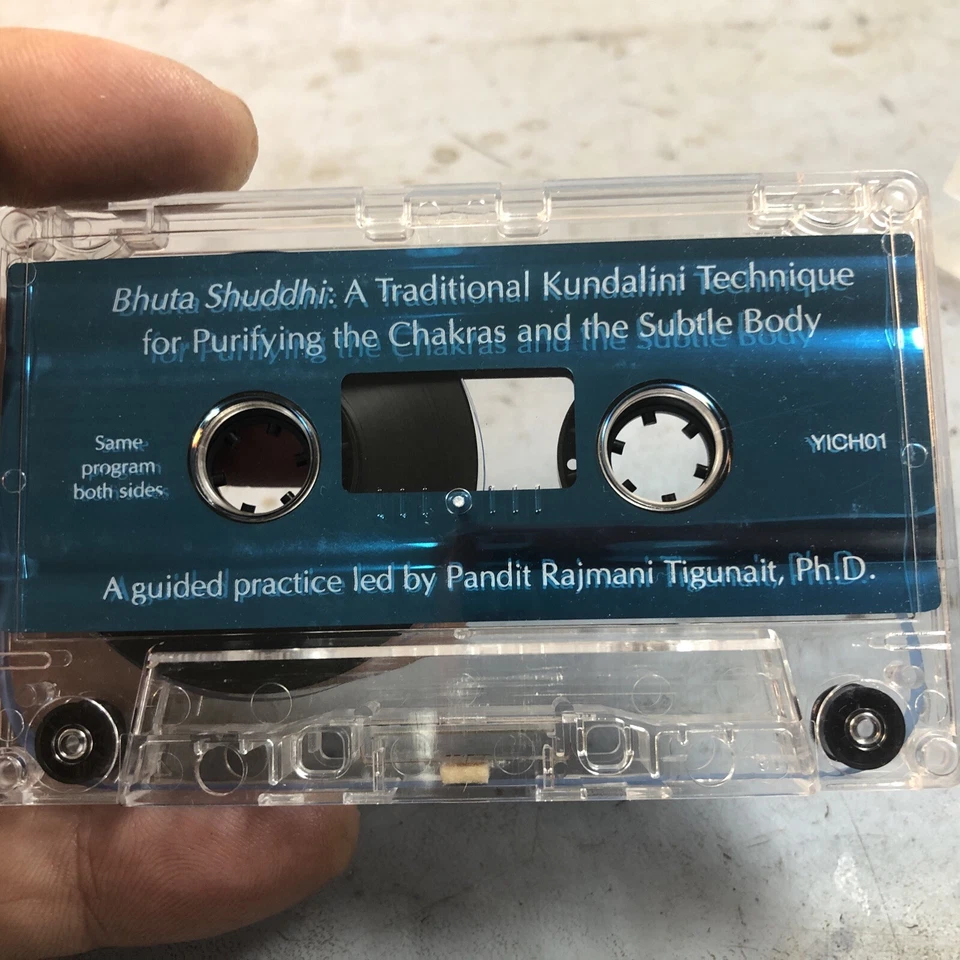 Bhuta Shuddhi: A Traditional Kundalini Technique
for Purifying the Chakras and the Subtle Body
Same
program
both sides
YICH01
A guided practice led by Pandit Rajmani Tigunait, Ph.D.